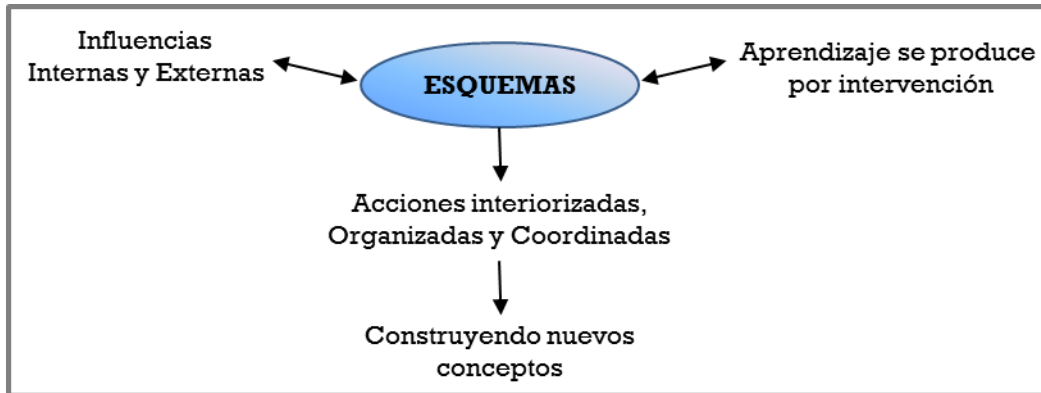 Influencias
Internas y Externas
ESQUEMAS
Aprendizaje se produce
por intervención
Acciones interiorizadas,
Organizadas y Coordinadas
Construyendo nuevos
conceptos